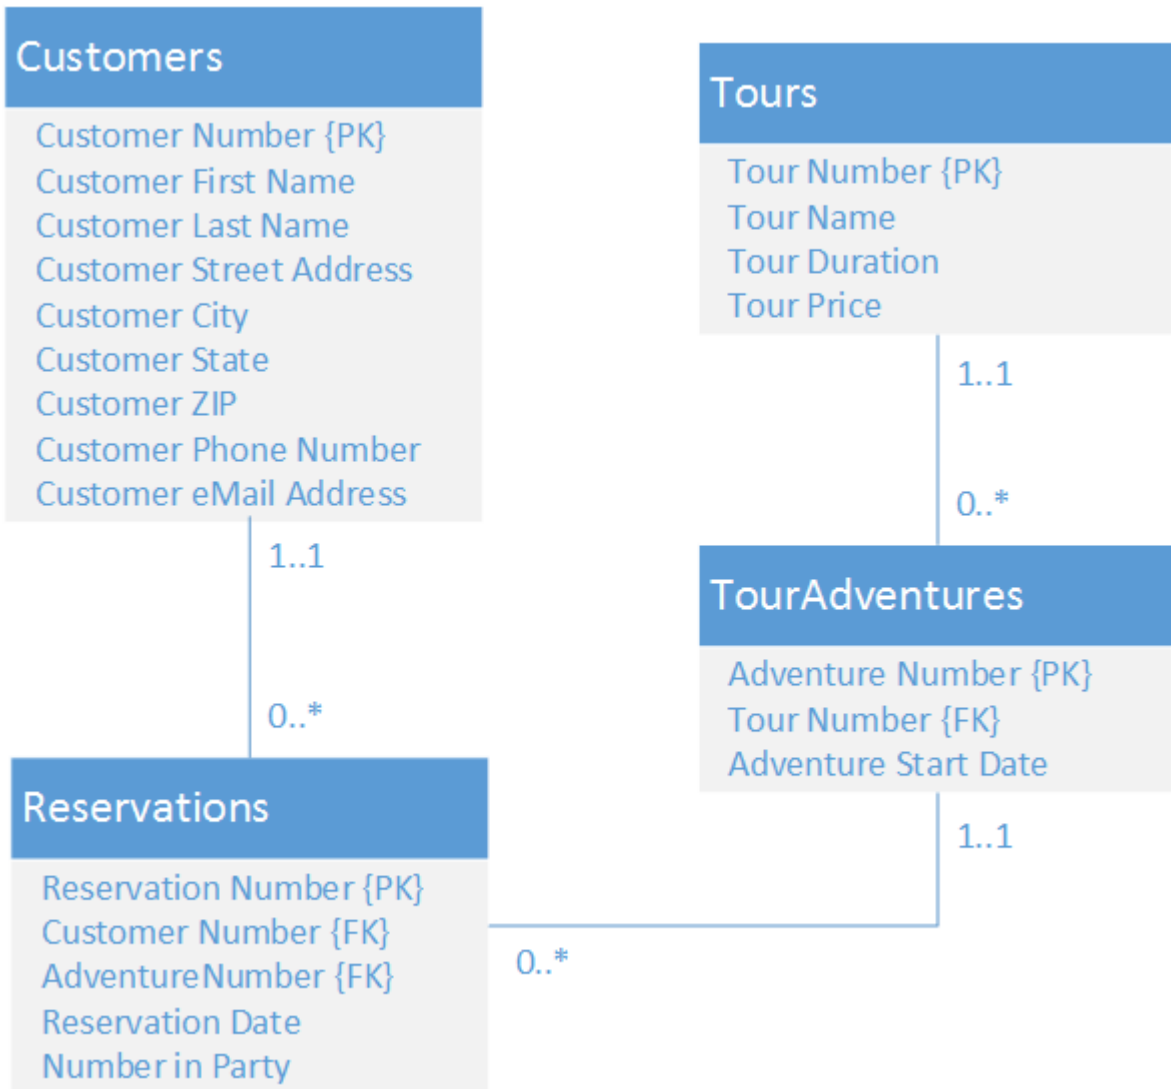 Customers
Customer Number {PK}
Customer First Name
Customer Last Name
Customer Street Address
Customer City
Customer State
Customer ZIP
Customer Phone Number
Customer eMail Address
1..1
0..*
Reservations
Reservation Number {PK}
Customer Number {FK}
AdventureNumber {FK}
Reservation Date
Number in Party
Tours
Tour Number {PK}
Tour Name
Tour Duration
Tour Price
1..1
0..*
TourAdventures
Adventure Number {PK}
Tour Number {FK}
Adventure Start Date
1..1
0..*